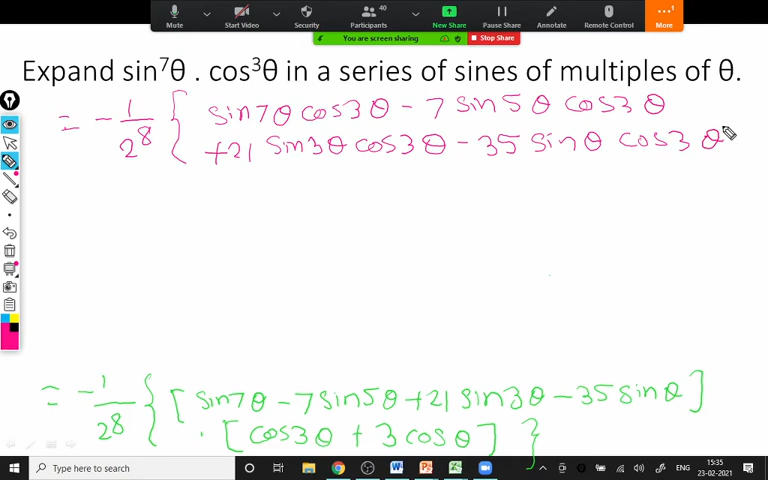 Mute Start Video Security Participants 40 New Share Pause Share Annotate Remote Control More
You are screen sharing Stop Share
Expand sin⁷θ . cos³θ in a series of sines of multiples of θ.
= -1/2⁸ { sin7θ cos3θ - 7 sin5θ cos3θ
+21 sin3θ cos3θ - 35 sinθ cos3θ
= -1/2⁸ { [sin7θ - 7sin5θ + 21 sin3θ - 35 sinθ]
. [cos3θ + 3 cosθ] }
Type here to search ENG 15:35
23-02-2021